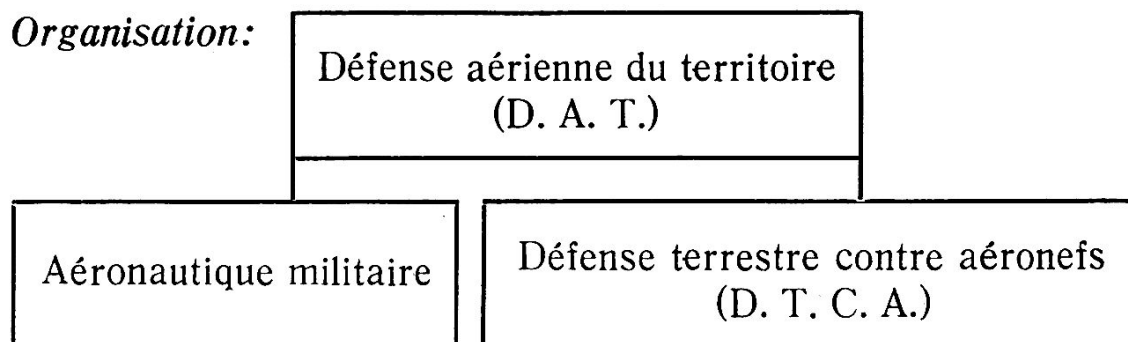 Organisation:
Défense aérienne du territoire
(D. A. T.)
Aéronautique militaire
Défense terrestre contre aéronefs
(D. T. C. A.)